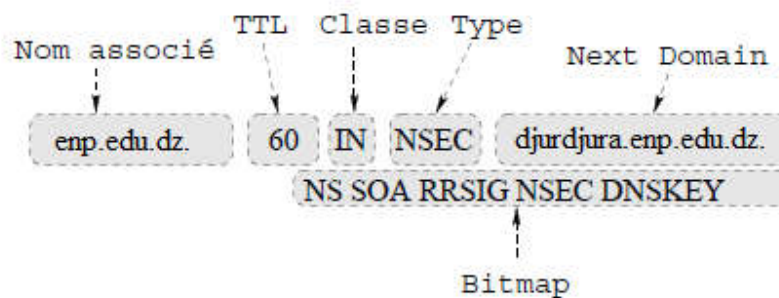 TTL Classe Type
Nom associé Next Domain
enp.edu.dz. 60 IN NSEC djurdjura.enp.edu.dz.
NS SOA RRSIG NSEC DNSKEY
Bitmap